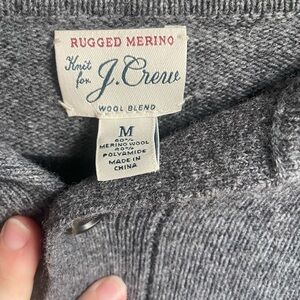 RUGGED MERINO
Knit
for J. Crew
WOOL BLEND
M
60%
MERINO WOOL
40%
POLYAMIDE
MADE IN
CHINA